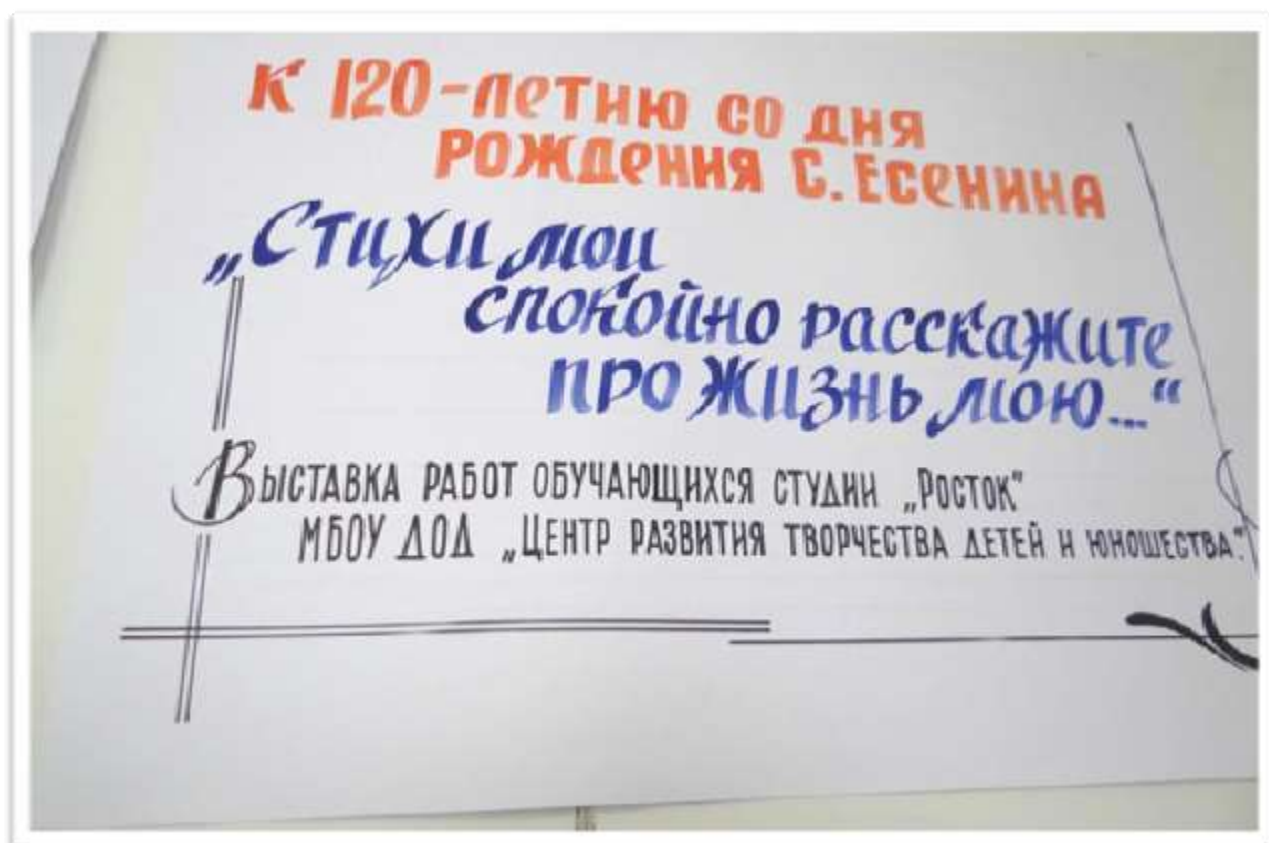 К 120-летию со дня
рождения С. Есенина
„Стихи мои
спокойно расскажите
про жизнь мою...“
Выставка работ обучающихся студии „Росток“
МБОУ ДОД „Центр развития творчества детей и юношества“.